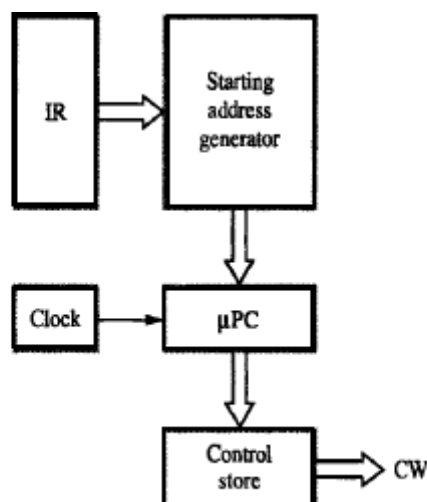 IR
Starting
address
generator
Clock
μPC
Control
store
CW